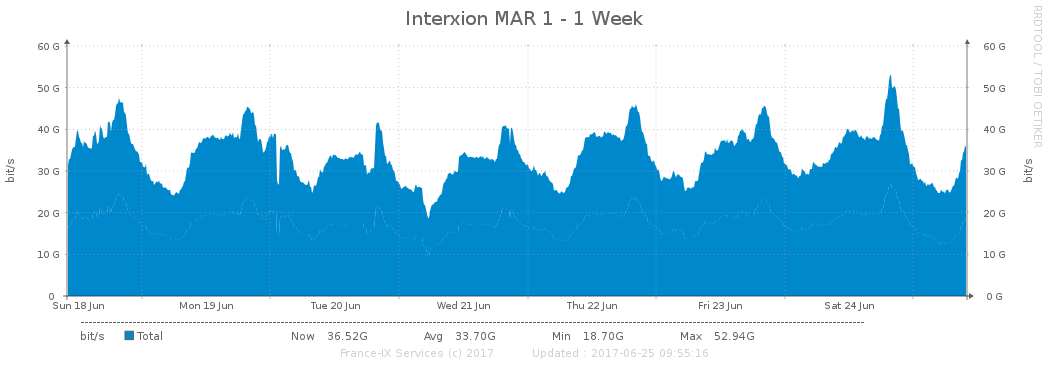 Interxion MAR 1 - 1 Week
RRDTOOL / TOBI OETIKER
bit/s
60 G 60 G
50 G 50 G
40 G 40 G
30 G 30 G
20 G 20 G
10 G 10 G
0 0 G
bit/s
Sun 18 Jun Mon 19 Jun Tue 20 Jun Wed 21 Jun Thu 22 Jun Fri 23 Jun Sat 24 Jun
bit/s Total Now 36.52G Avg 33.70G Min 18.70G Max 52.94G
France-IX Services (c) 2017 Updated : 2017-06-25 09:55:16